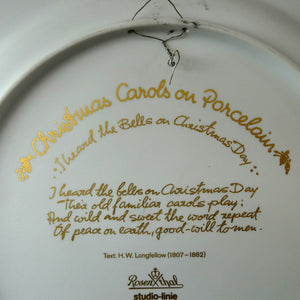 Christmas Carols on Porcelain
I heard the Bells on Christmas Day
I heard the bells on Christmas Day
Their old familiar carols play;
And wild and sweet the word repeat
Of peace on earth, good-will to men.
Text: H. W. Longfellow (1807-1882)
Rosenthal
studio-linie